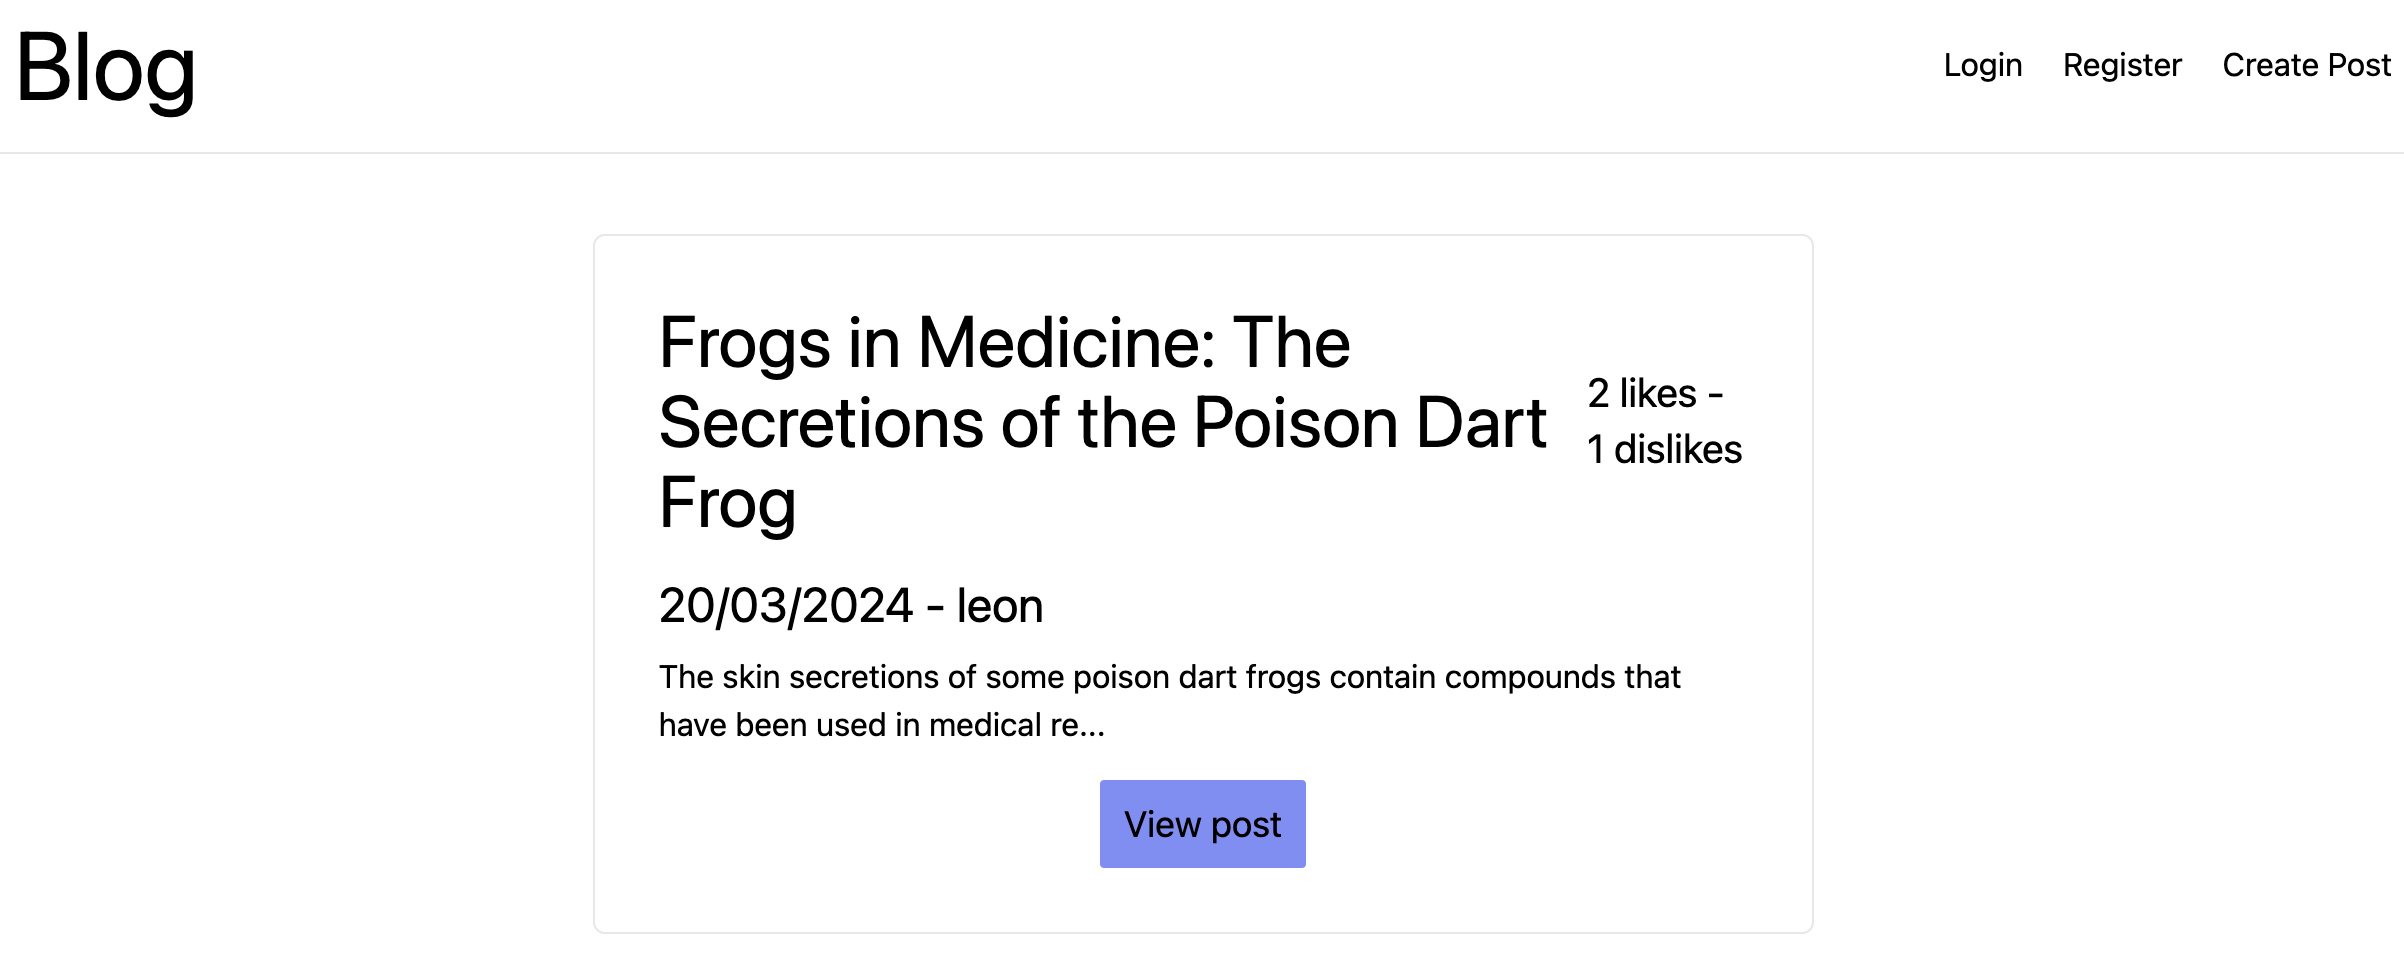 Blog
Login Register Create Post
Frogs in Medicine: The
Secretions of the Poison Dart
Frog
2 likes -
1 dislikes
20/03/2024 - leon
The skin secretions of some poison dart frogs contain compounds that
have been used in medical re...
View post